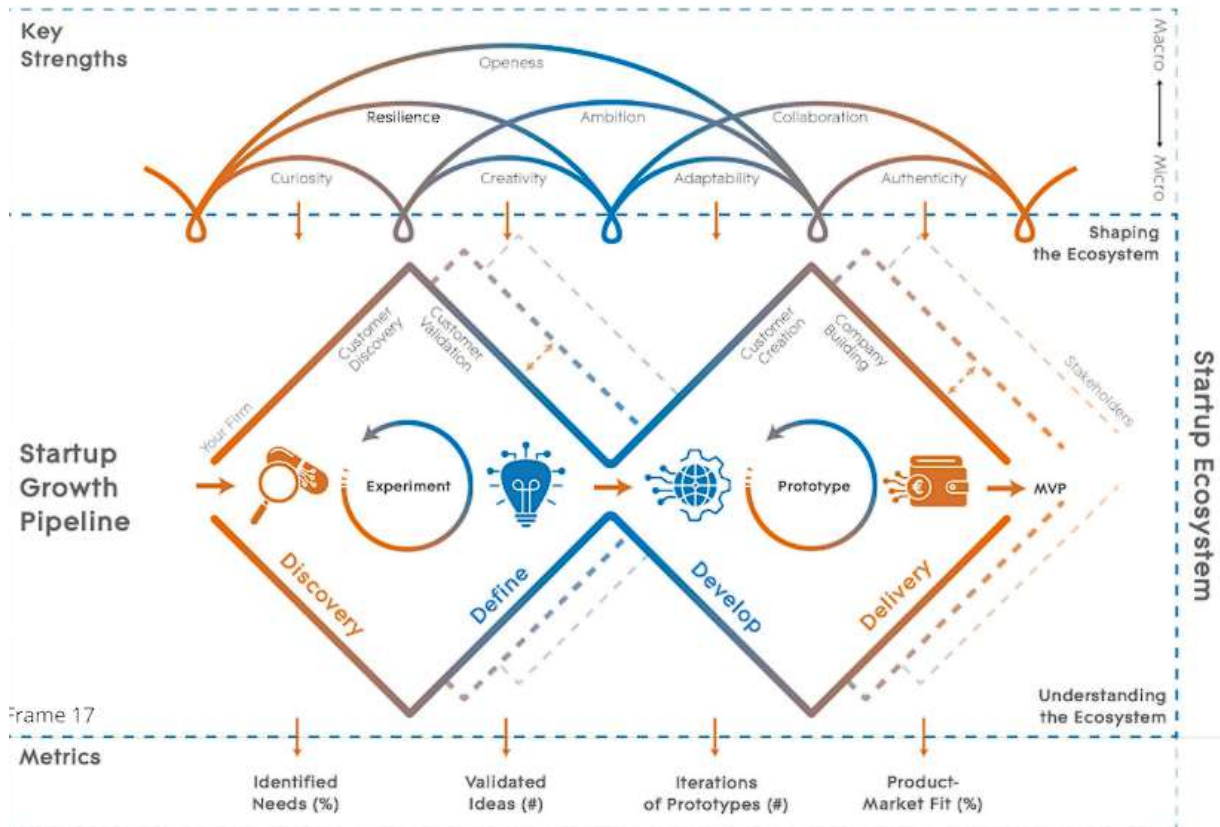 Key
Strengths
Openess
Resilience
Ambition
Collaboration
Curiosity
Creativity
Adaptability
Authenticity
Macro
Micro
Shaping
the Ecosystem
Startup
Growth
Pipeline
Your Firm
Customer
Discovery
Customer
Validation
Customer
Creation
Company
Building
Stakeholders
Experiment
Prototype
€
MVP
Discovery
Define
Develop
Delivery
Startup Ecosystem
Understanding
the Ecosystem
Frame 17
Metrics
Identified
Needs (%)
Validated
Ideas (#)
Iterations
of Prototypes (#)
Product-
Market Fit (%)